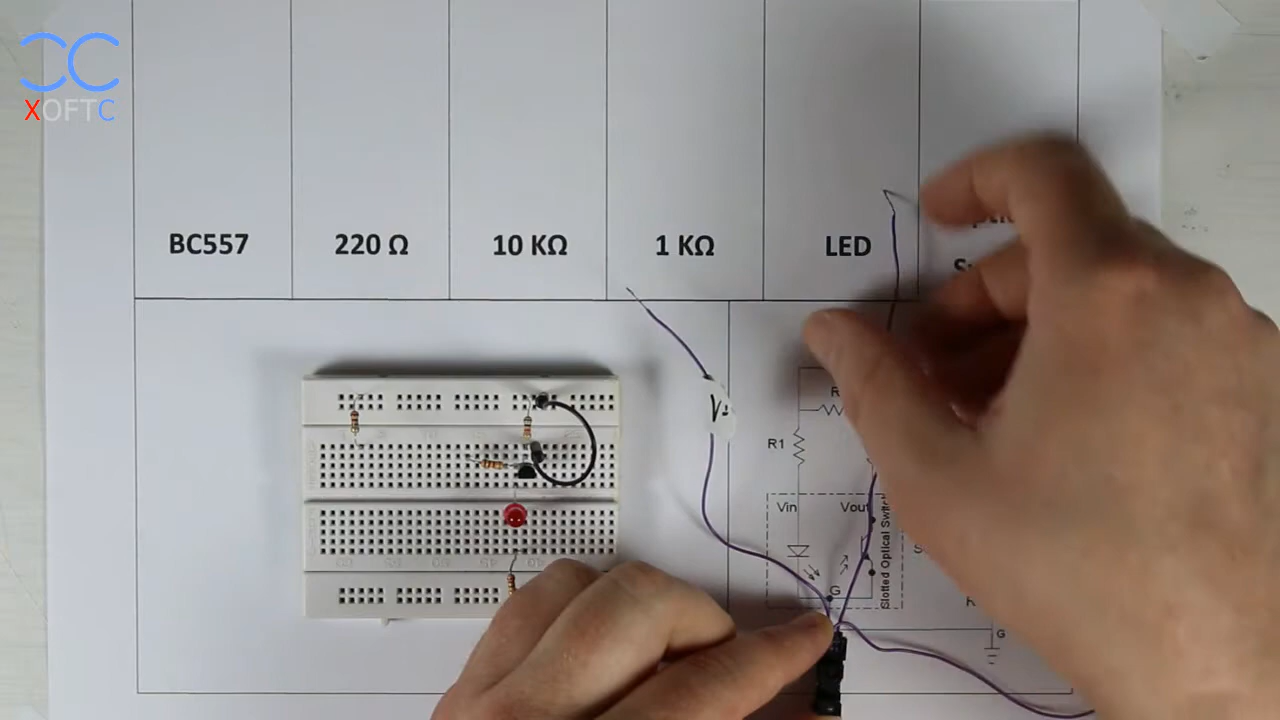 XOFTC
BC557
220 Ω
10 KΩ
1 KΩ
LED
R1
Vin
Vout
Slotted Optical Switch
G
G